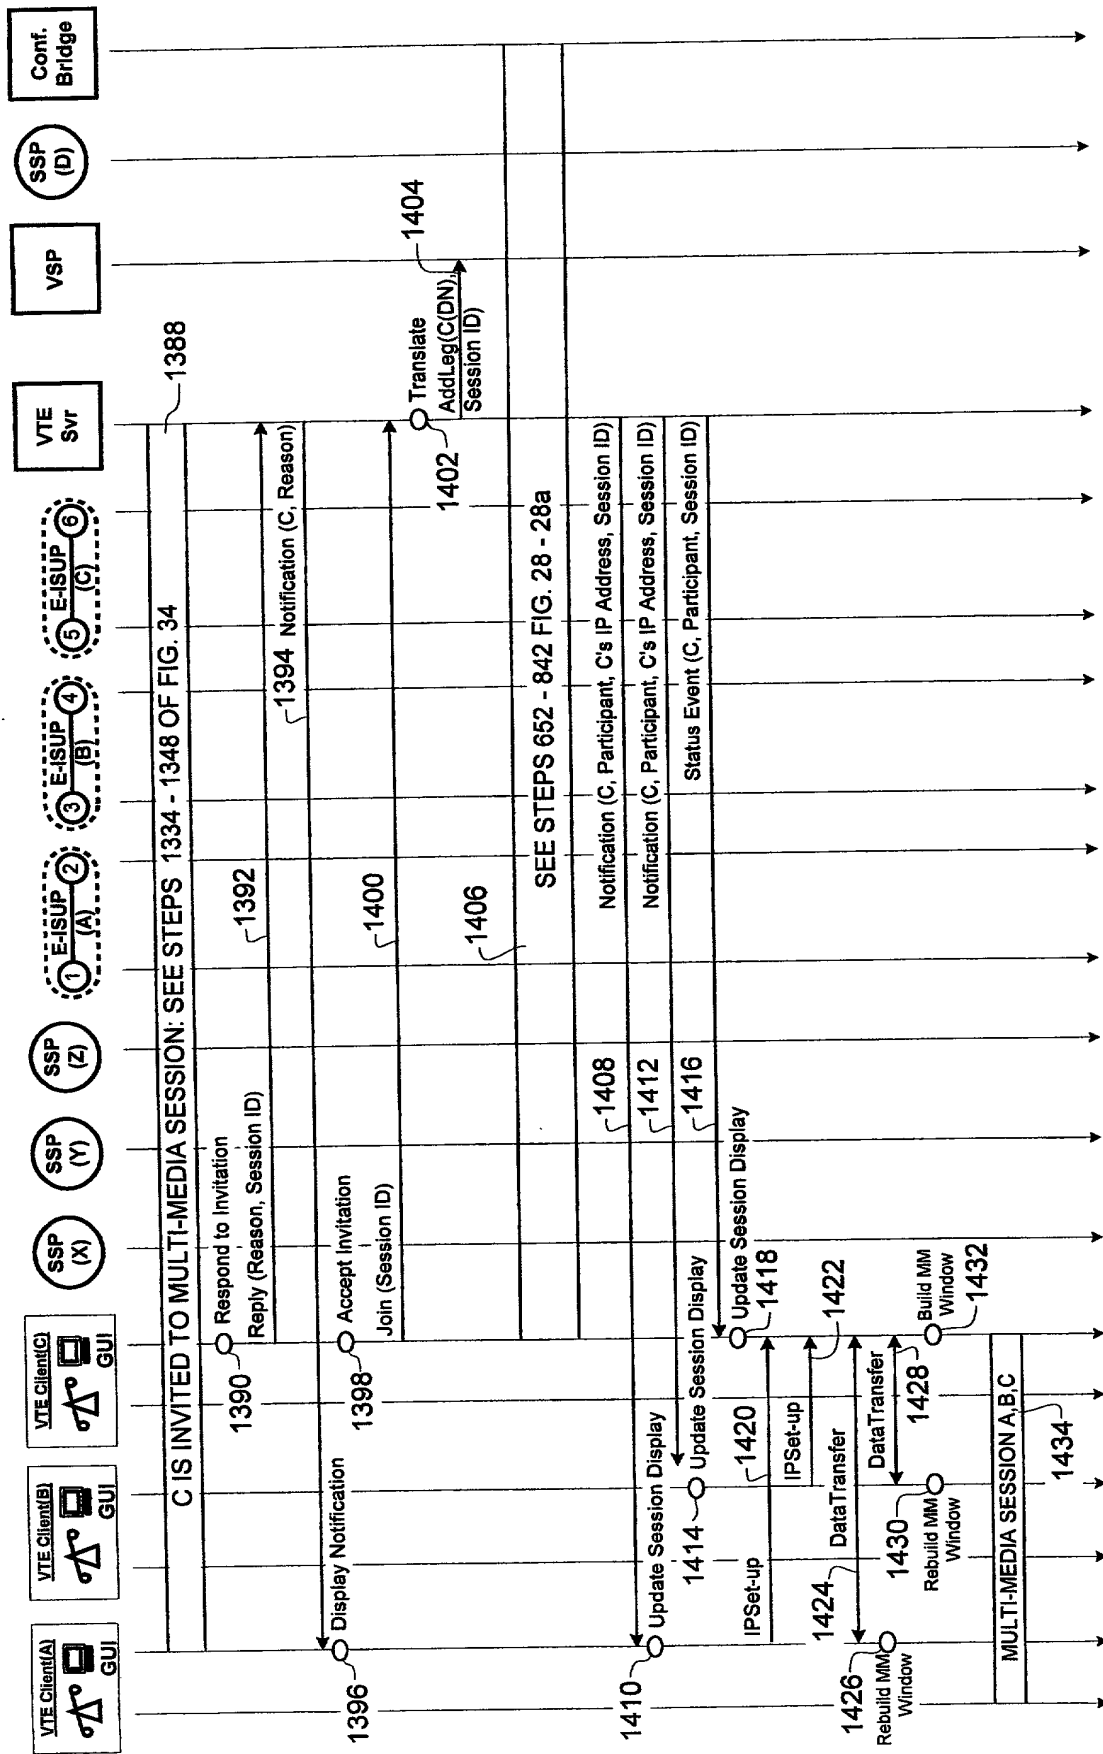 VTE Client(A)
GUI
VTE Client(B)
GUI
VTE Client(C)
GUI
SSP
(X)
SSP
(Y)
SSP
(Z)
1
E-ISUP
(A)
2
3
E-ISUP
(B)
4
5
E-ISUP
(C)
6
VTE
Svr
VSP
SSP
(D)
Conf.
Bridge
C IS INVITED TO MULTI-MEDIA SESSION: SEE STEPS 1334 - 1348 OF FIG. 34
1388
1390
Respond to Invitation
Reply (Reason, Session ID)
1392
1394
Notification (C, Reason)
1396
Display Notification
1398
Accept Invitation
Join (Session ID)
1400
1402
Translate
AddLeg(C(DN),
Session ID)
1404
1406
SEE STEPS 652 - 842 FIG. 28 - 28a
1408
Notification (C, Participant, C's IP Address, Session ID)
1410
Update Session Display
1412
Notification (C, Participant, C's IP Address, Session ID)
1414
Update Session Display
1416
Status Event (C, Participant, Session ID)
Update Session Display
1418
IPSet-up
1420
IPSet-up
1422
1424
DataTransfer
1426
Rebuild MM
Window
DataTransfer
1428
1430
Rebuild MM
Window
Build MM
Window
1432
MULTI-MEDIA SESSION A,B,C
1434